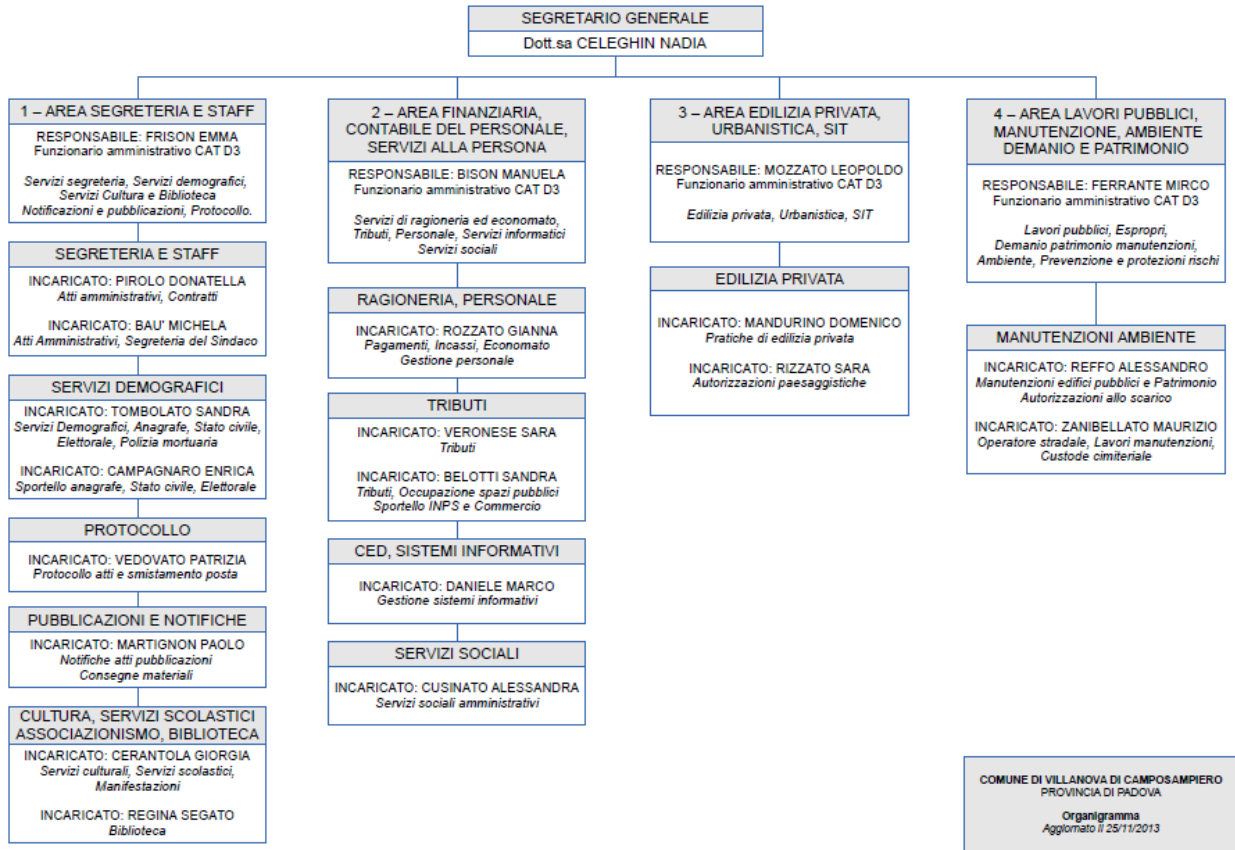 SEGRETARIO GENERALE
Dott.sa CELEGHIN NADIA
1 – AREA SEGRETERIA E STAFF
RESPONSABILE: FRISON EMMA
Funzionario amministrativo CAT D3
Servizi segreteria, Servizi demografici,
Servizi Cultura e Biblioteca
Notificazioni e pubblicazioni, Protocollo.
SEGRETERIA E STAFF
INCARICATO: PIROLO DONATELLA
Atti amministrativi, Contratti
INCARICATO: BAU' MICHELA
Atti Amministrativi, Segreteria del Sindaco
SERVIZI DEMOGRAFICI
INCARICATO: TOMBOLATO SANDRA
Servizi Demografici, Anagrafe, Stato civile,
Elettorale, Polizia mortuaria
INCARICATO: CAMPAGNARO ENRICA
Sportello anagrafe, Stato civile, Elettorale
PROTOCOLLO
INCARICATO: VEDOVATO PATRIZIA
Protocollo atti e smistamento posta
PUBBLICAZIONI E NOTIFICHE
INCARICATO: MARTIGNON PAOLO
Notifiche atti pubblicazioni
Consegne materiali
CULTURA, SERVIZI SCOLASTICI
ASSOCIAZIONISMO, BIBLIOTECA
INCARICATO: CERANTOLA GIORGIA
Servizi culturali, Servizi scolastici,
Manifestazioni
INCARICATO: REGINA SEGATO
Biblioteca
2 – AREA FINANZIARIA,
CONTABILE DEL PERSONALE,
SERVIZI ALLA PERSONA
RESPONSABILE: BISON MANUELA
Funzionario amministrativo CAT D3
Servizi di ragioneria ed economato,
Tributi, Personale, Servizi informatici
Servizi sociali
RAGIONERIA, PERSONALE
INCARICATO: ROZZATO GIANNA
Pagamenti, Incassi, Economato
Gestione personale
TRIBUTI
INCARICATO: VERONESE SARA
Tributi
INCARICATO: BELOTTI SANDRA
Tributi, Occupazione spazi pubblici
Sportello INPS e Commercio
CED, SISTEMI INFORMATIVI
INCARICATO: DANIELE MARCO
Gestione sistemi informativi
SERVIZI SOCIALI
INCARICATO: CUSINATO ALESSANDRA
Servizi sociali amministrativi
3 – AREA EDILIZIA PRIVATA,
URBANISTICA, SIT
RESPONSABILE: MOZZATO LEOPOLDO
Funzionario amministrativo CAT D3
Edilizia privata, Urbanistica, SIT
EDILIZIA PRIVATA
INCARICATO: MANDURINO DOMENICO
Pratiche di edilizia privata
INCARICATO: RIZZATO SARA
Autorizzazioni paesaggistiche
4 – AREA LAVORI PUBBLICI,
MANUTENZIONE, AMBIENTE
DEMANIO E PATRIMONIO
RESPONSABILE: FERRANTE MIRCO
Funzionario amministrativo CAT D3
Lavori pubblici, Espropri,
Demanio patrimonio manutenzioni,
Ambiente, Prevenzione e protezioni rischi
MANUTENZIONI AMBIENTE
INCARICATO: REFFO ALESSANDRO
Manutenzioni edifici pubblici e Patrimonio
Autorizzazioni allo scarico
INCARICATO: ZANIBELLATO MAURIZIO
Operatore stradale, Lavori manutenzioni,
Custode cimiteriale
COMUNE DI VILLANOVA DI CAMPOSAMPIERO
PROVINCIA DI PADOVA
Organigramma
Aggiornato il 25/11/2013